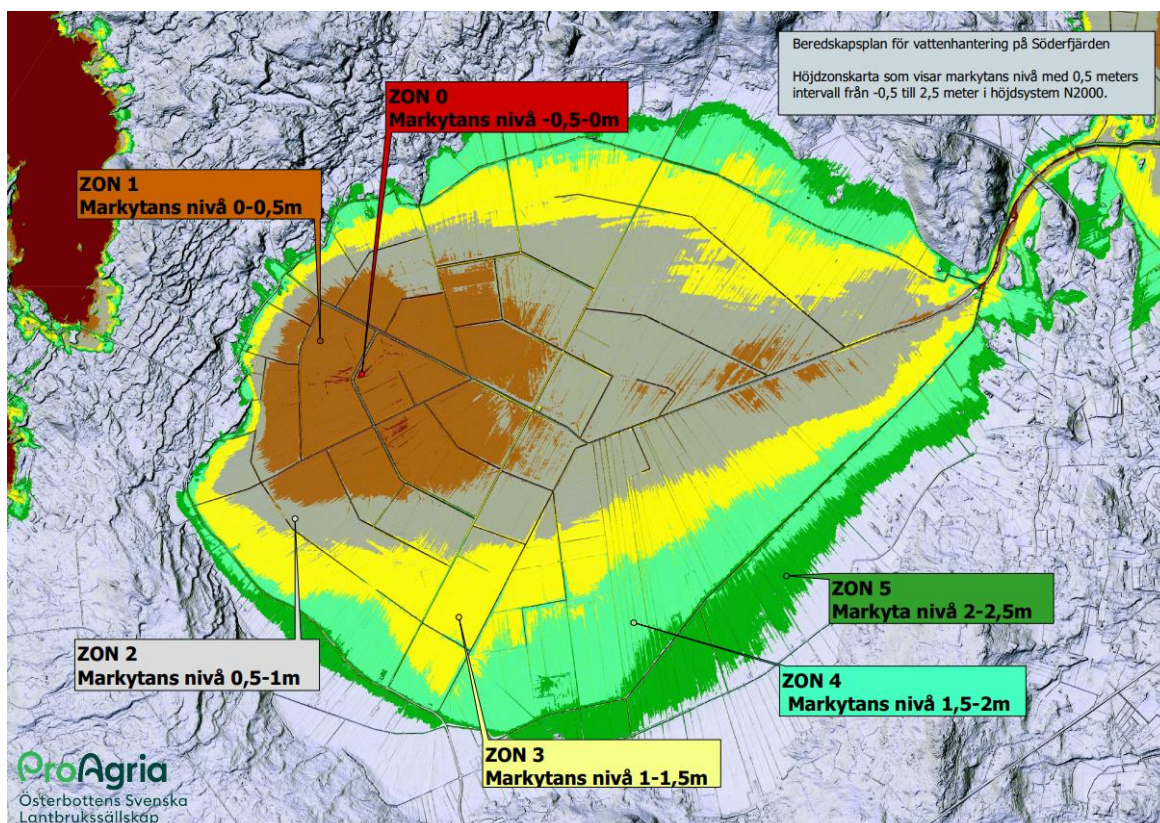 Beredskapsplan för vattenhantering på Söderfjärden
Höjdzonskarta som visar markytans nivå med 0,5 meters
intervall från -0,5 till 2,5 meter i höjdsystem N2000.
ZON 0
Markytans nivå -0,5-0m
ZON 1
Markytans nivå 0-0,5m
ZON 5
Markyta nivå 2-2,5m
ZON 2
Markytans nivå 0,5-1m
ZON 4
Markytans nivå 1,5-2m
ZON 3
Markytans nivå 1-1,5m
ProAgria
Österbottens Svenska
Lantbrukssällskap